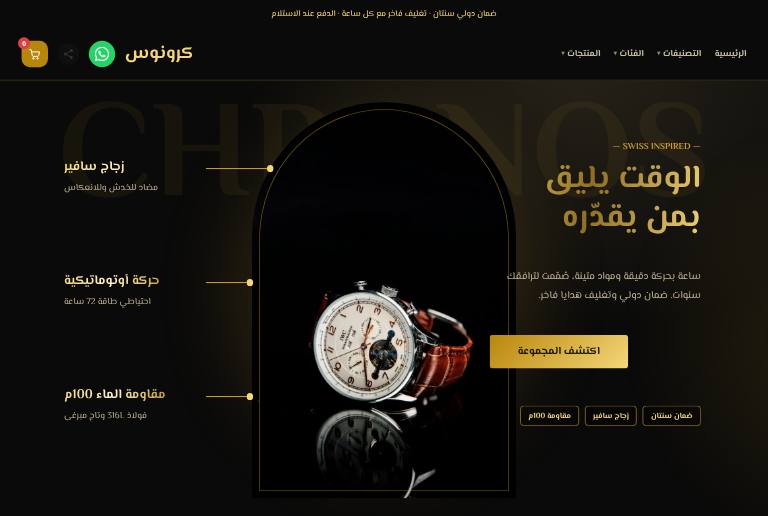 ضمان دولي سنتان · تغليف فاخر مع كل ساعة · الدفع عند الاستلام
الرئيسية
التصنيفات
الفئات
المنتجات
كرونوس
0
CHRONOS
— SWISS INSPIRED —
الوقت يليق
بمن يقدّره
ساعة بحركة دقيقة ومواد متينة، صُمّمت لترافقك
سنوات. ضمان دولي وتغليف هدايا فاخر.
اكتشف المجموعة
ضمان سنتان
زجاج سافير
مقاومة 100م
زجاج سافير
مضاد للخدش وللانعكاس
حركة أوتوماتيكية
احتياطي طاقة 72 ساعة
مقاومة الماء 100م
فولاذ 316L وتاج مبرغي